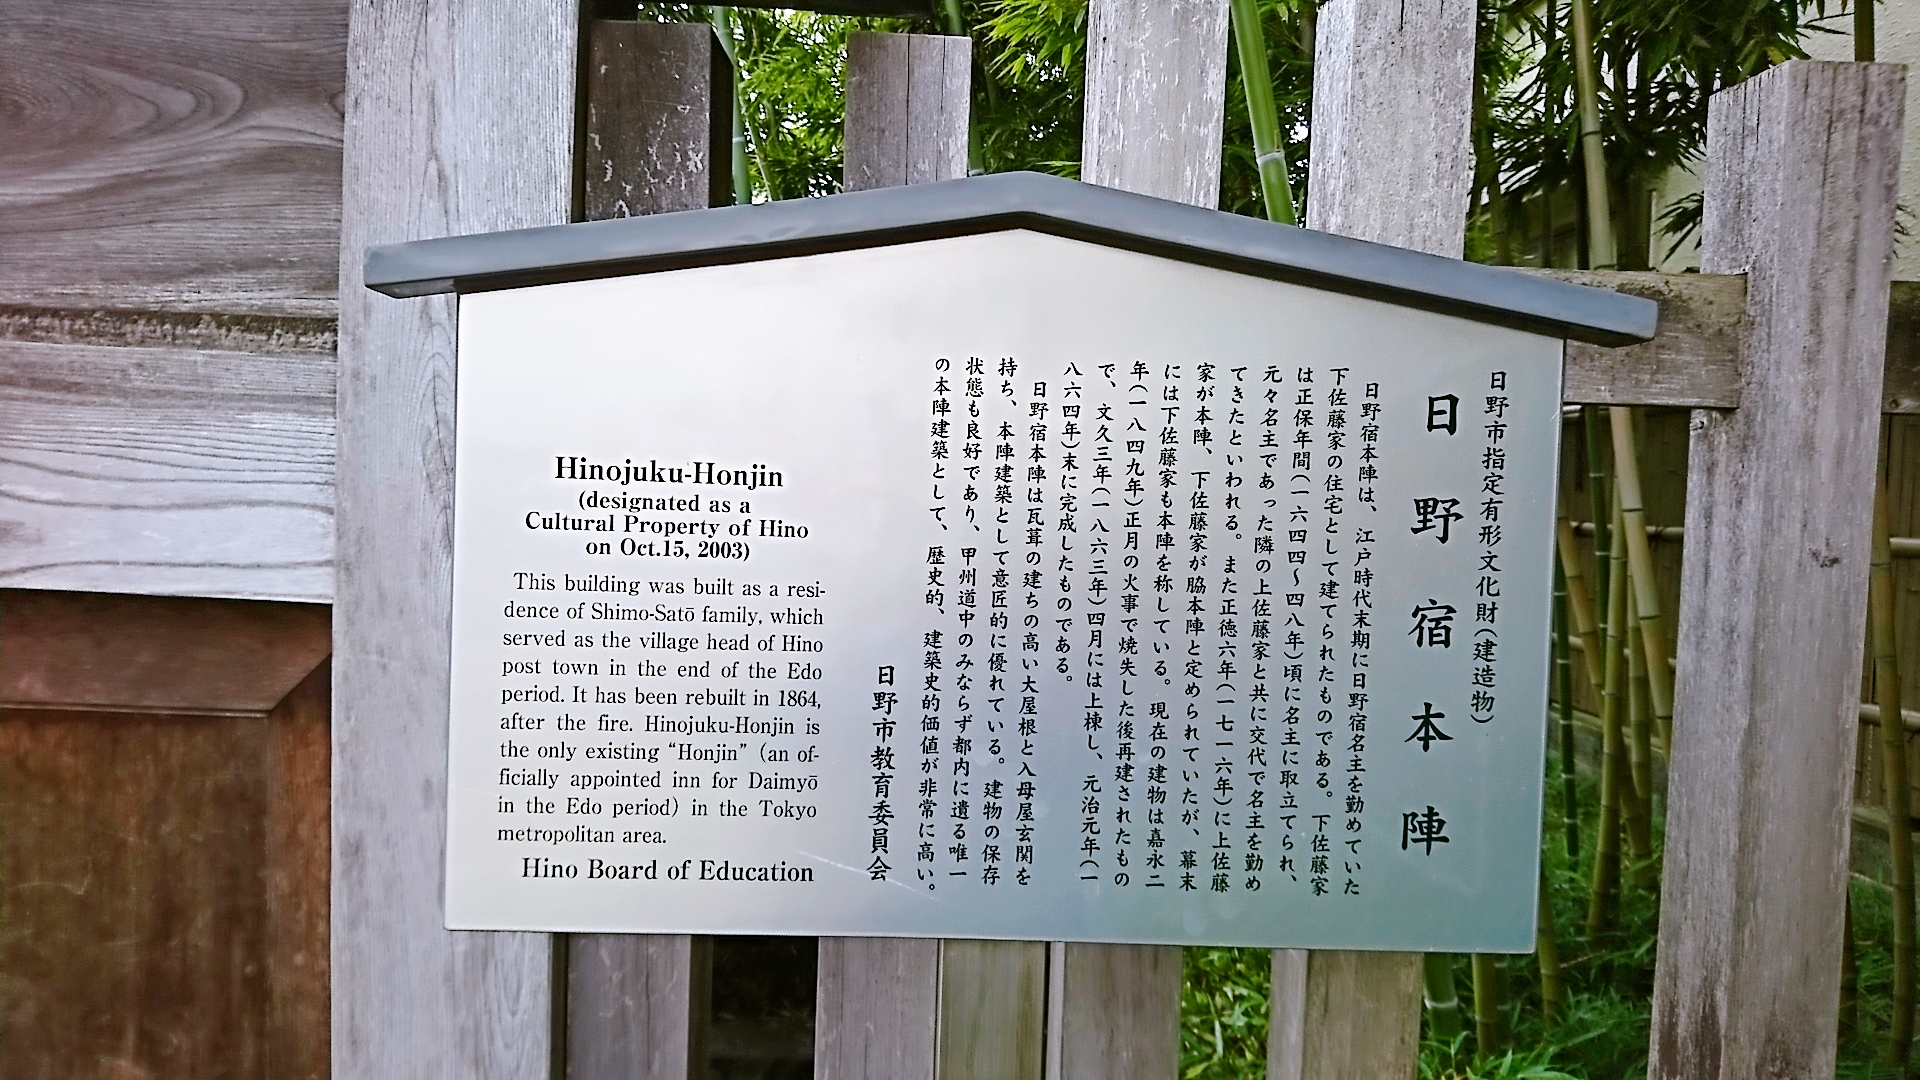 日野市指定有形文化財(建造物)
日野宿本陣
日野宿本陣は、江戸時代末期に日野宿名主を勤めていた
下佐藤家の住宅として建てられたものである。下佐藤家
は正保年間(一六四四〜四八年)頃に名主に取立てられ、
元々名主であった隣の上佐藤家と共に交代で名主を勤め
てきたといわれる。また正徳六年(一七一六年)に上佐藤
家が本陣、下佐藤家が脇本陣と定められていたが、幕末
には下佐藤家も本陣を称している。現在の建物は嘉永二
年(一八四九年)正月の火事で焼失した後再建されたもの
で、文久三年(一八六三年)四月には上棟し、元治元年(一
八六四年)末に完成したものである。
日野宿本陣は瓦葺の建ちの高い大屋根と入母屋玄関を
持ち、本陣建築として意匠的に優れている。建物の保存
状態も良好であり、甲州道中のみならず都内に遺る唯一
の本陣建築として、歴史的、建築史的価値が非常に高い。
日野市教育委員会
Hinojuku-Honjin
(designated as a
Cultural Property of Hino
on Oct.15, 2003)
This building was built as a resi-
dence of Shimo-Satō family, which
served as the village head of Hino
post town in the end of the Edo
period. It has been rebuilt in 1864,
after the fire. Hinojuku-Honjin is
the only existing “Honjin” (an of-
ficially appointed inn for Daimyō
in the Edo period) in the Tokyo
metropolitan area.
Hino Board of Education